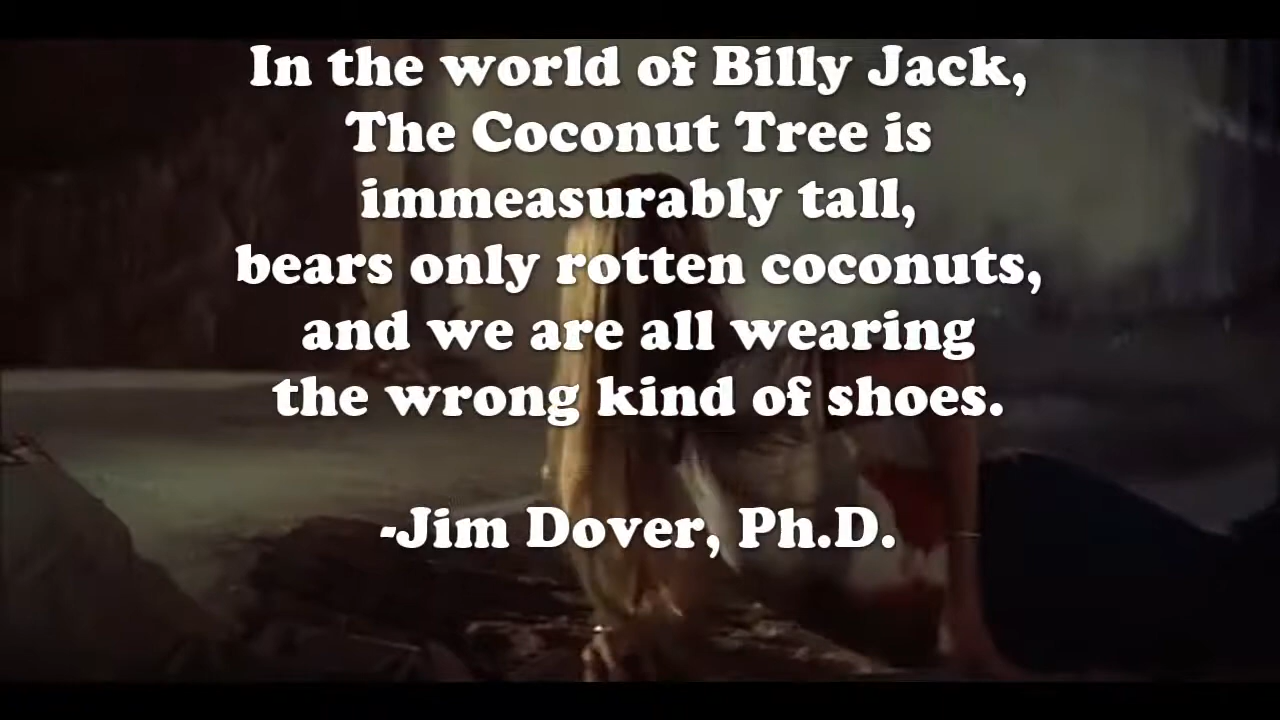 In the world of Billy Jack,
The Coconut Tree is
immeasurably tall,
bears only rotten coconuts,
and we are all wearing
the wrong kind of shoes.
-Jim Dover, Ph.D.